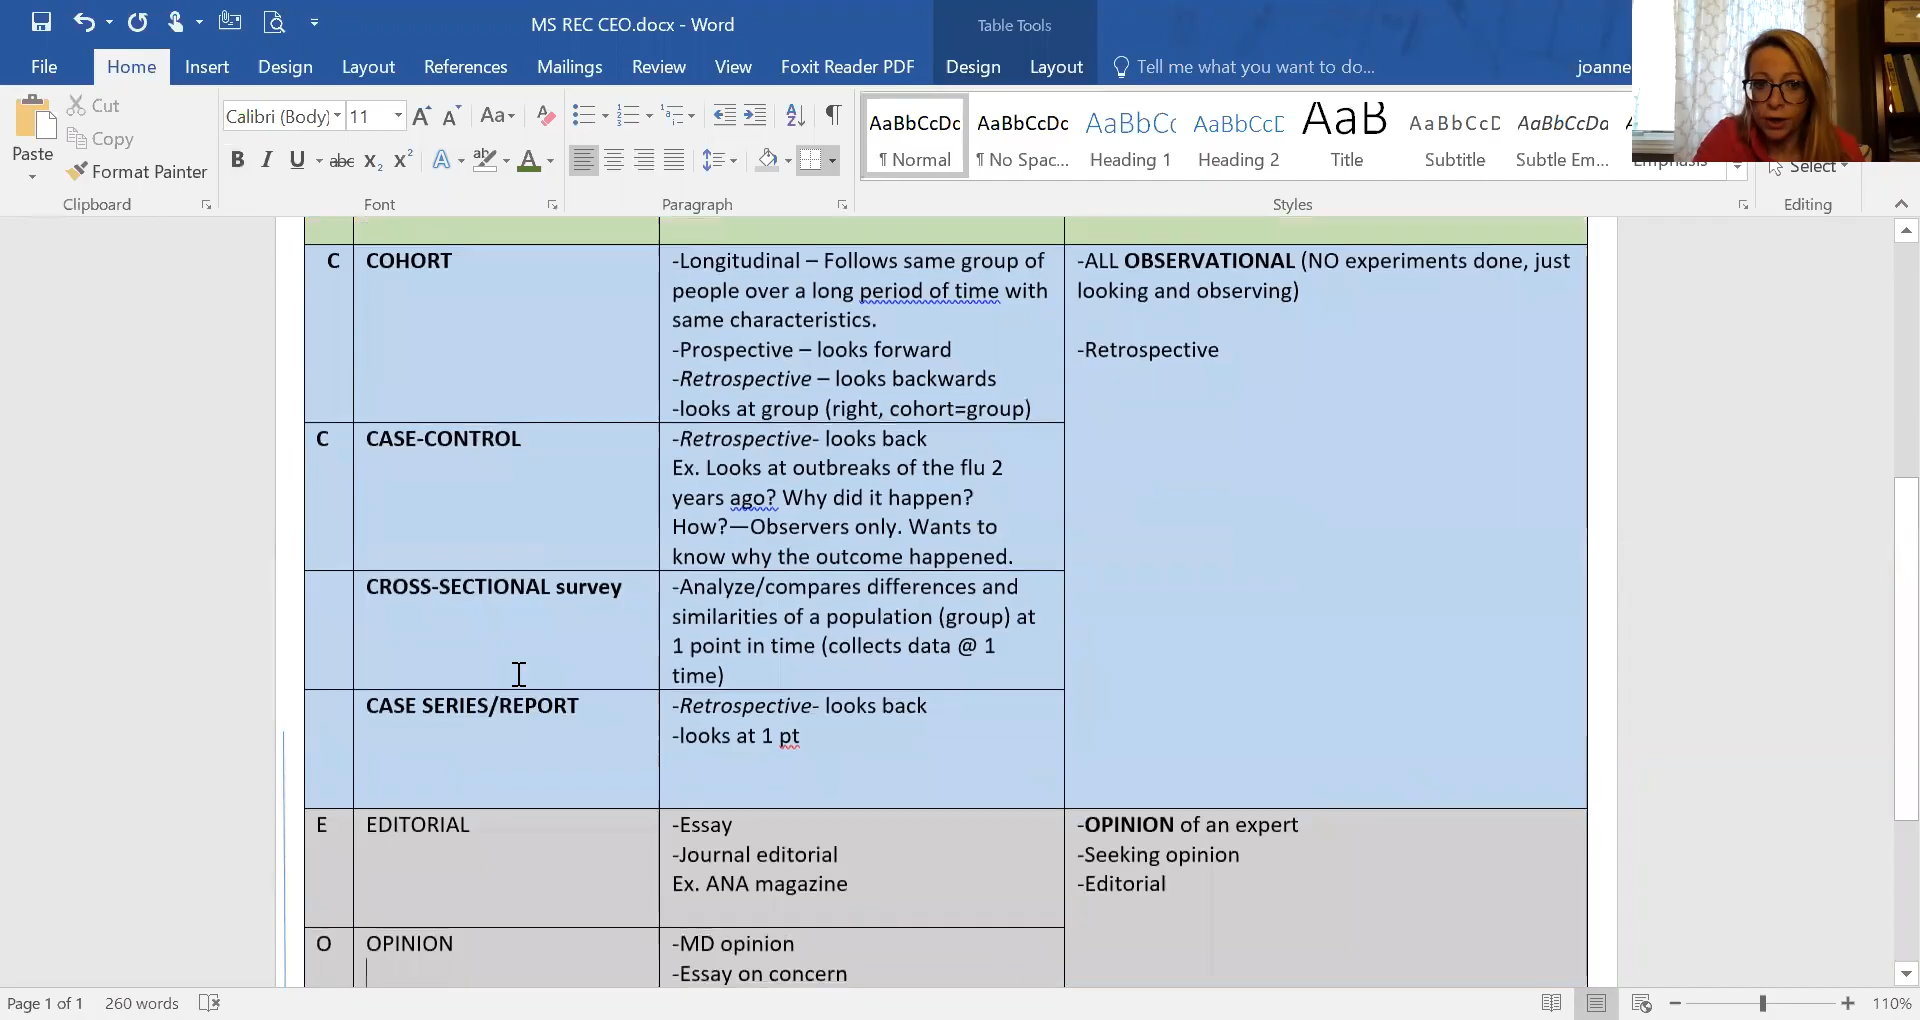 MS REC CEO.docx - Word
Table Tools
File
Home
Insert
Design
Layout
References
Mailings
Review
View
Foxit Reader PDF
Design
Layout
Tell me what you want to do...
joanne
Paste
Cut
Copy
Format Painter
Clipboard
Calibri (Body)
11
Font
Paragraph
AaBbCcDc
¶ Normal
AaBbCcDc
¶ No Spac...
AaBbCc
Heading 1
AaBbCcD
Heading 2
AaB
Title
AaBbCcD
Subtitle
AaBbCcDd
Subtle Em...
Emphasis
Styles
Select
Editing
C
COHORT
-Longitudinal – Follows same group of
people over a long period of time with
same characteristics.
-Prospective – looks forward
-Retrospective – looks backwards
-looks at group (right, cohort=group)
-ALL OBSERVATIONAL (NO experiments done, just
looking and observing)
-Retrospective
C
CASE-CONTROL
-Retrospective- looks back
Ex. Looks at outbreaks of the flu 2
years ago? Why did it happen?
How?—Observers only. Wants to
know why the outcome happened.
CROSS-SECTIONAL survey
-Analyze/compares differences and
similarities of a population (group) at
1 point in time (collects data @ 1
time)
CASE SERIES/REPORT
-Retrospective- looks back
-looks at 1 pt
E
EDITORIAL
-Essay
-Journal editorial
Ex. ANA magazine
-OPINION of an expert
-Seeking opinion
-Editorial
O
OPINION
-MD opinion
-Essay on concern
Page 1 of 1
260 words
110%